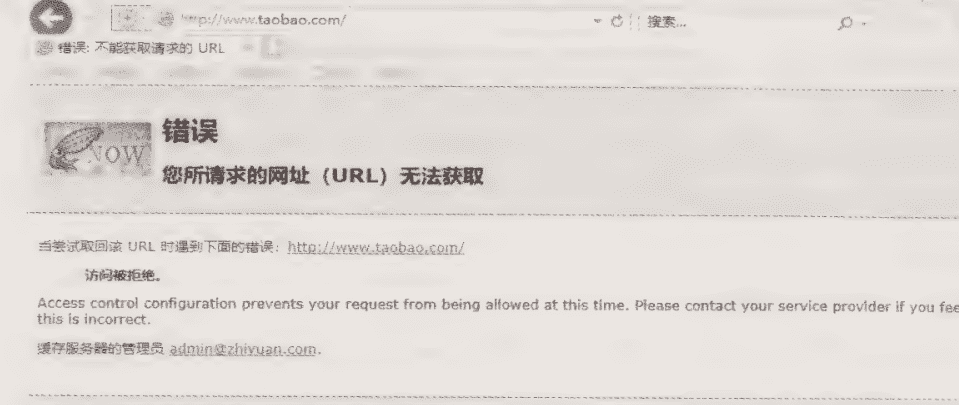 http://www.taobao.com/
搜索...
错误: 不能获取请求的 URL
NOW
错误
您所请求的网址（URL）无法获取
当尝试取回该 URL 时遇到下面的错误：http://www.taobao.com/
访问被拒绝。
Access control configuration prevents your request from being allowed at this time. Please contact your service provider if you fee
this is incorrect.
缓存服务器的管理员 admin@zhiyuan.com.